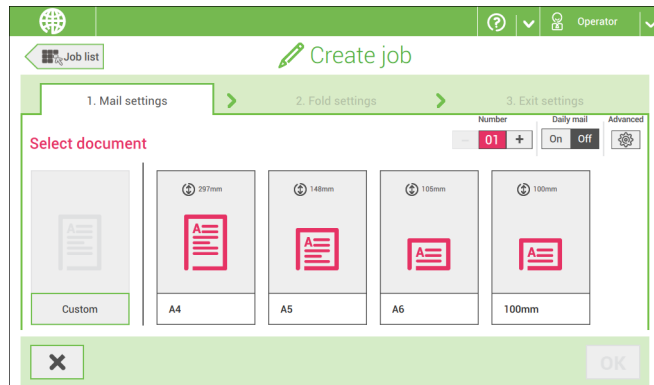 Operator
Job list
Create job
1. Mail settings
2. Fold settings
3. Exit settings
Select document
Number
01
+
Daily mail
On Off
Advanced
Custom
297mm
A4
148mm
A5
105mm
A6
100mm
100mm
OK